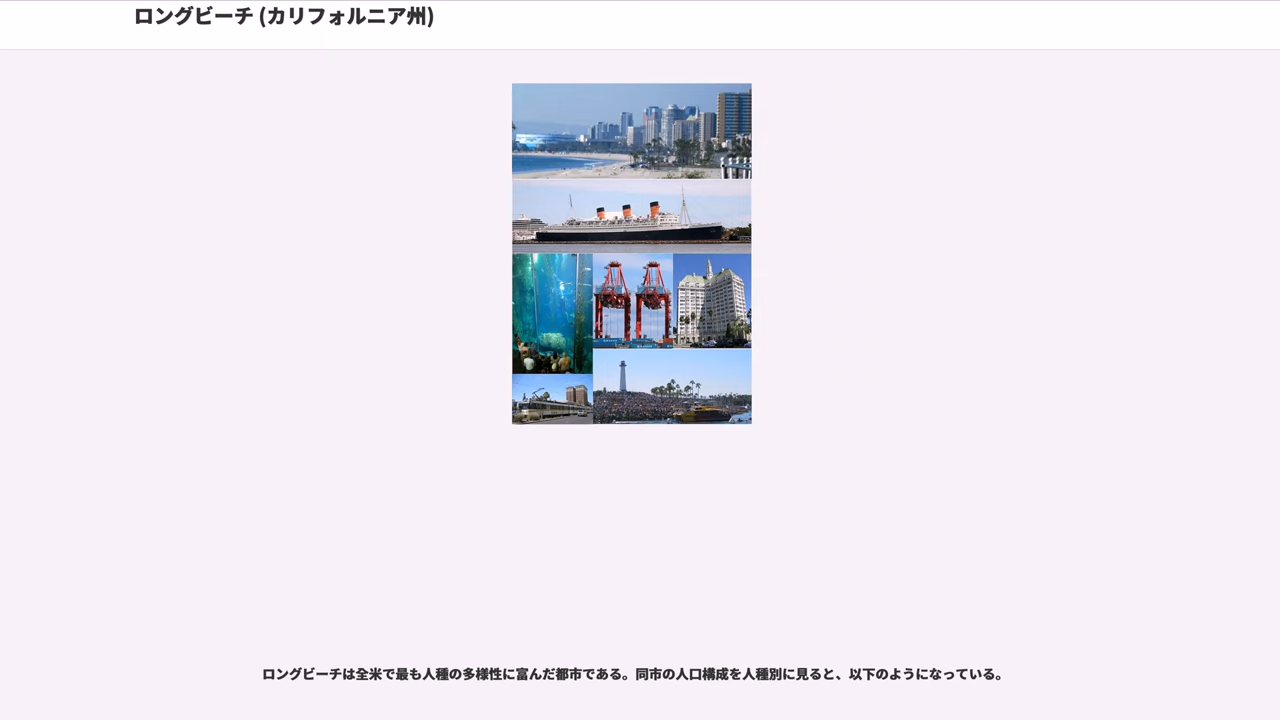 ロングビーチ (カリフォルニア州)
ロングビーチは全米で最も人種の多様性に富んだ都市である。同市の人口構成を人種別に見ると、以下のようになっている。